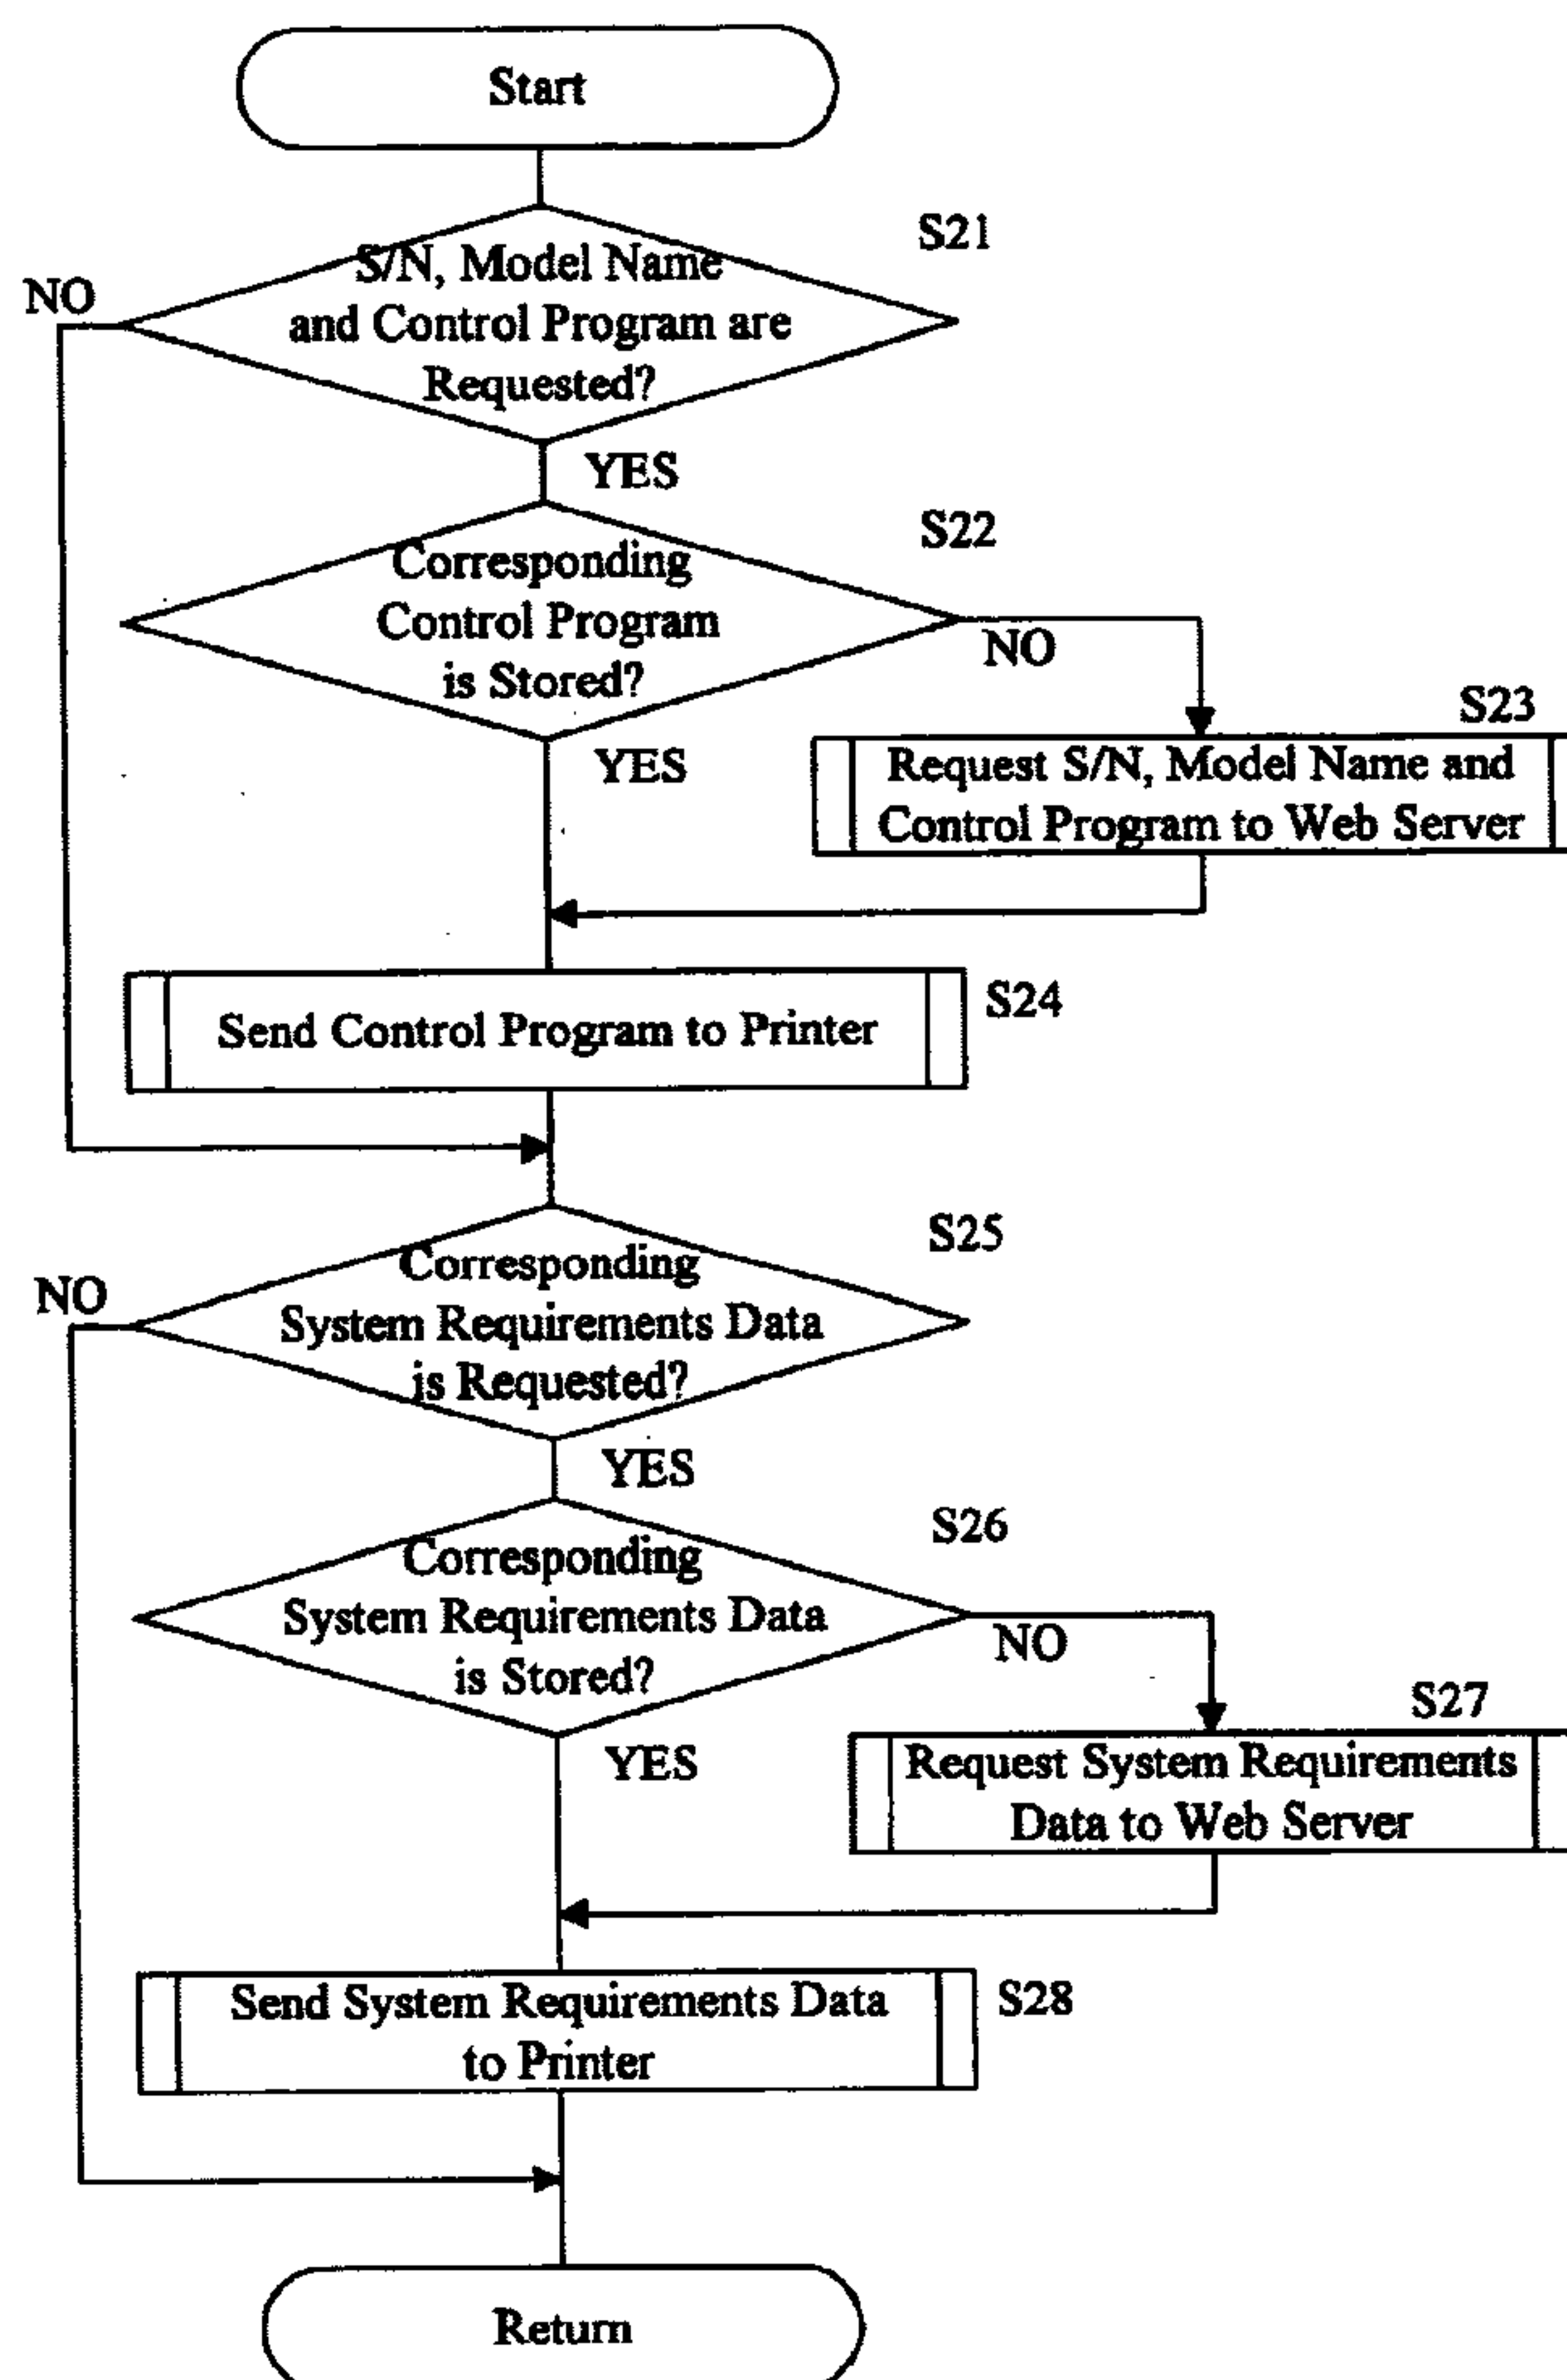 Start
S21
S/N, Model Name
NO
and Control Program are
Requested?
YES
S22
Corresponding
Control Program
is Stored?
NO
S23
YES
Request S/N, Model Name and
Control Program to Web Server
S24
Send Control Program to Printer
S25
Corresponding
NO
System Requirements Data
is Requested?
YES
S26
Corresponding
System Requirements Data
is Stored?
NO
S27
YES
Request System Requirements
Data to Web Server
Send System Requirements Data
to Printer
S28
Return